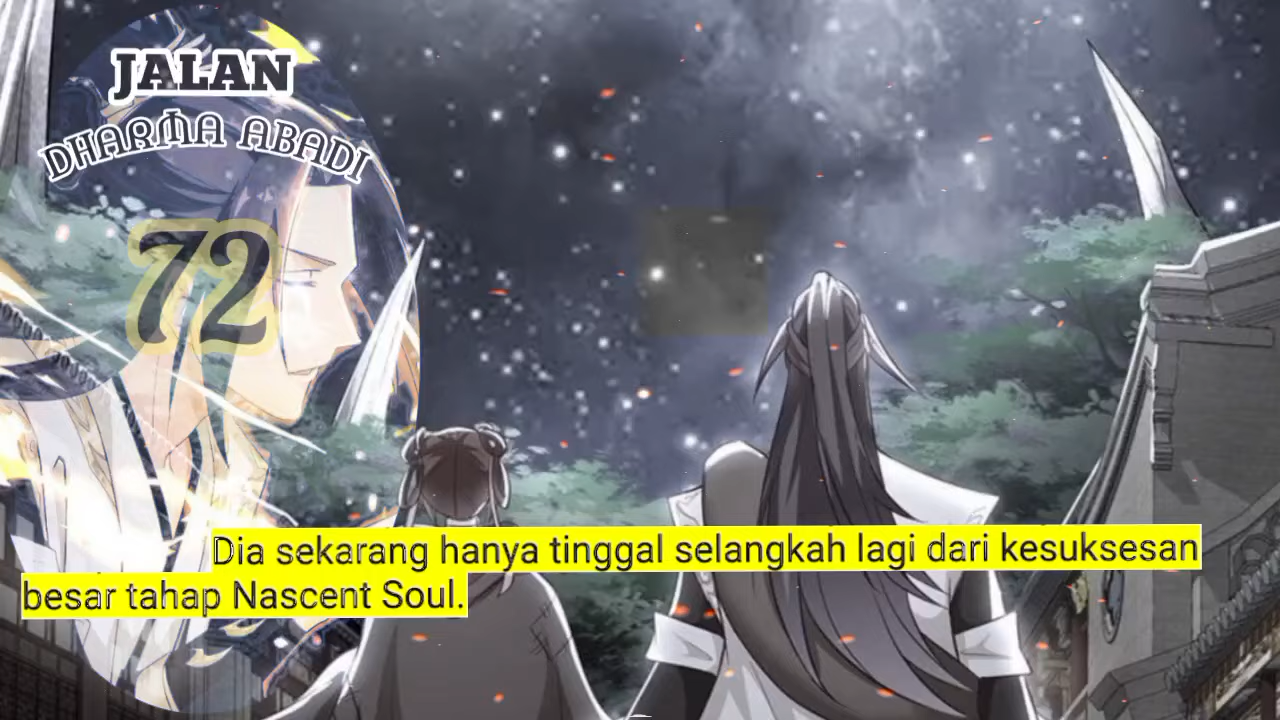 JALAN
DHARMA ABADI
72
Dia sekarang hanya tinggal selangkah lagi dari kesuksesan
besar tahap Nascent Soul.